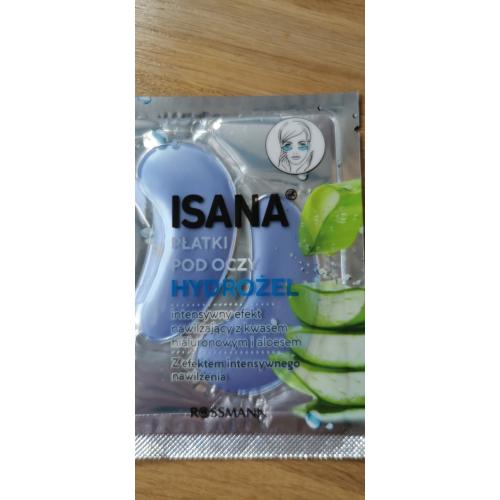 ISANA
PŁATKI
POD OCZY
HYDROŻEL
intensywny efekt
nawilżający z kwasem
hialuronowym i aloesem
Z efektem intensywnego
nawilżenia
ROSSMANN